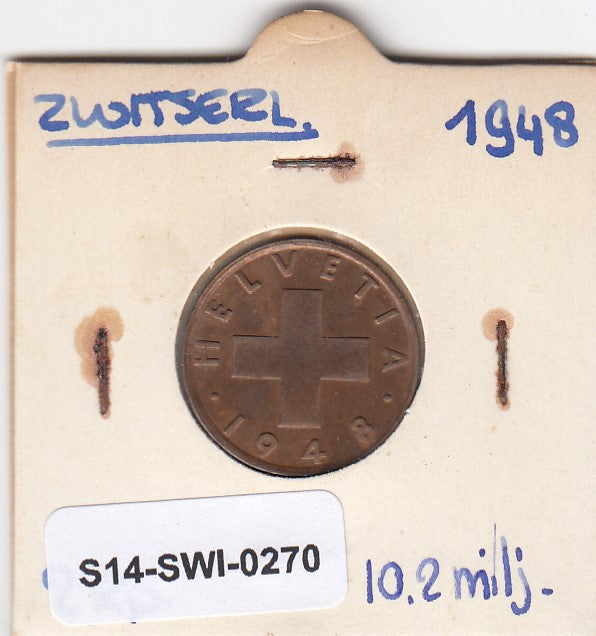 ZWITSERL. 1948
HELVETIA
1948
S14-SWI-0270
10.2 milj.